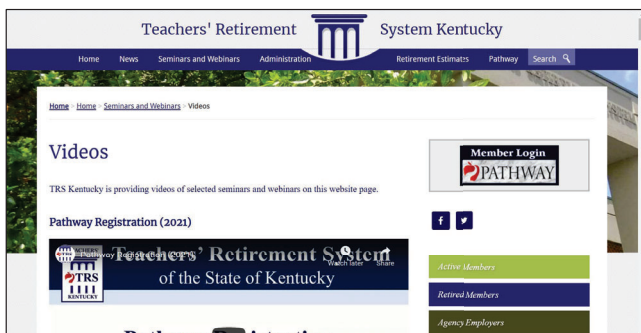 Teachers' Retirement System Kentucky
Home News Seminars and Webinars Administration Retirement Estimates Pathway Search
Home > Home > Seminars and Webinars > Videos
Videos
TRS Kentucky is providing videos of selected seminars and webinars on this website page.
Pathway Registration (2021)
TEACHERS'
TRS
KENTUCKY
Pathway Registration (2021)
Teachers' Retirement System
of the State of Kentucky
Watch later Share
Member Login
PATHWAY
Active Members
Retired Members
Agency Employers